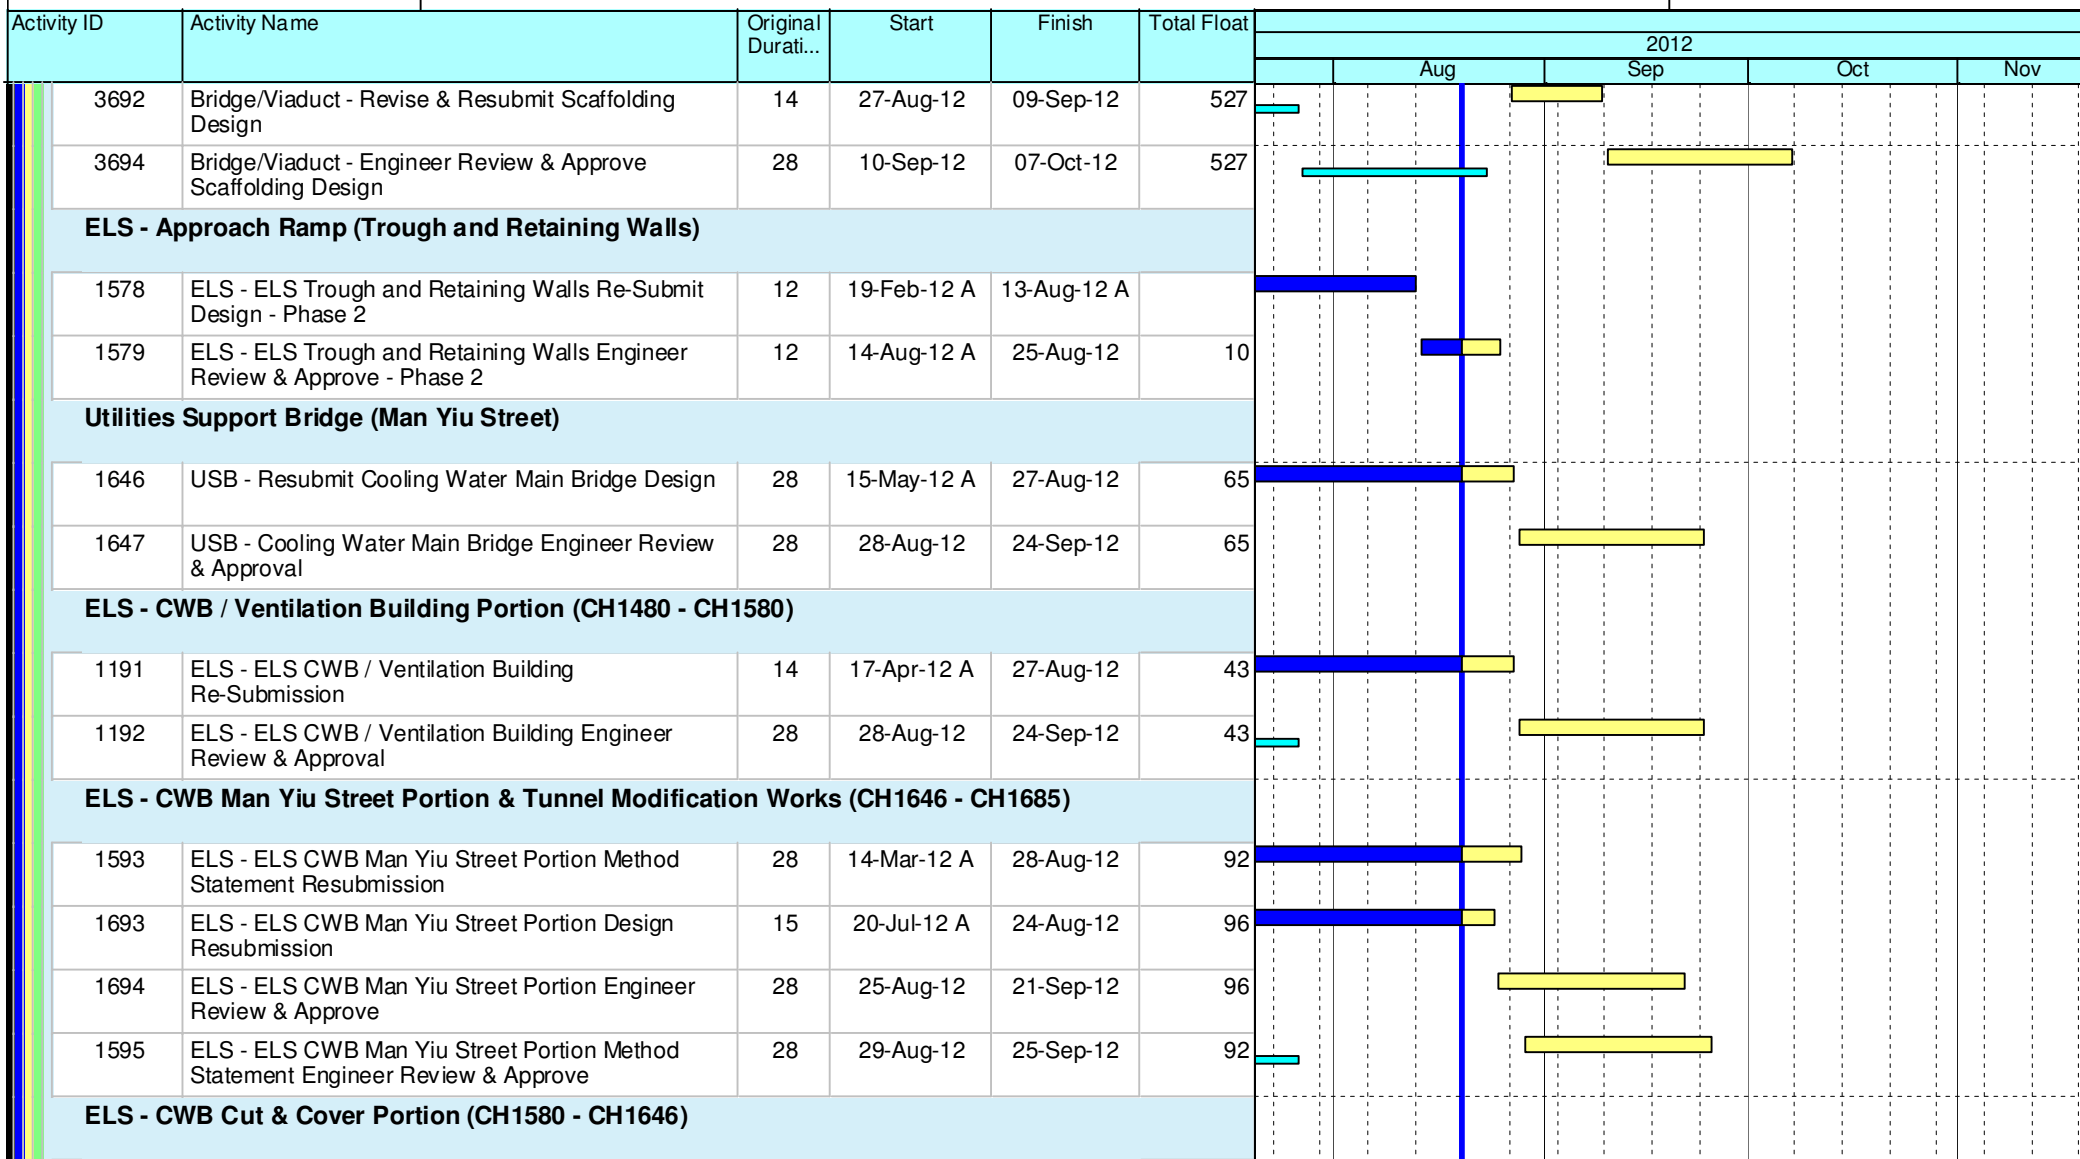 Activity ID Activity Name Original Start Finish Total Float
Durati...
2012
Aug Sep Oct Nov
3692 Bridge/Viaduct - Revise & Resubmit Scaffolding 14 27-Aug-12 09-Sep-12 527
Design
3694 Bridge/Viaduct - Engineer Review & Approve 28 10-Sep-12 07-Oct-12 527
Scaffolding Design
ELS - Approach Ramp (Trough and Retaining Walls)
1578 ELS - ELS Trough and Retaining Walls Re-Submit 12 19-Feb-12 A 13-Aug-12 A
Design - Phase 2
1579 ELS - ELS Trough and Retaining Walls Engineer 12 14-Aug-12 A 25-Aug-12 10
Review & Approve - Phase 2
Utilities Support Bridge (Man Yiu Street)
1646 USB - Resubmit Cooling Water Main Bridge Design 28 15-May-12 A 27-Aug-12 65
1647 USB - Cooling Water Main Bridge Engineer Review 28 28-Aug-12 24-Sep-12 65
& Approval
ELS - CWB / Ventilation Building Portion (CH1480 - CH1580)
1191 ELS - ELS CWB / Ventilation Building 14 17-Apr-12 A 27-Aug-12 43
Re-Submission
1192 ELS - ELS CWB / Ventilation Building Engineer 28 28-Aug-12 24-Sep-12 43
Review & Approval
ELS - CWB Man Yiu Street Portion & Tunnel Modification Works (CH1646 - CH1685)
1593 ELS - ELS CWB Man Yiu Street Portion Method 28 14-Mar-12 A 28-Aug-12 92
Statement Resubmission
1693 ELS - ELS CWB Man Yiu Street Portion Design 15 20-Jul-12 A 24-Aug-12 96
Resubmission
1694 ELS - ELS CWB Man Yiu Street Portion Engineer 28 25-Aug-12 21-Sep-12 96
Review & Approve
1595 ELS - ELS CWB Man Yiu Street Portion Method 28 29-Aug-12 25-Sep-12 92
Statement Engineer Review & Approve
ELS - CWB Cut & Cover Portion (CH1580 - CH1646)